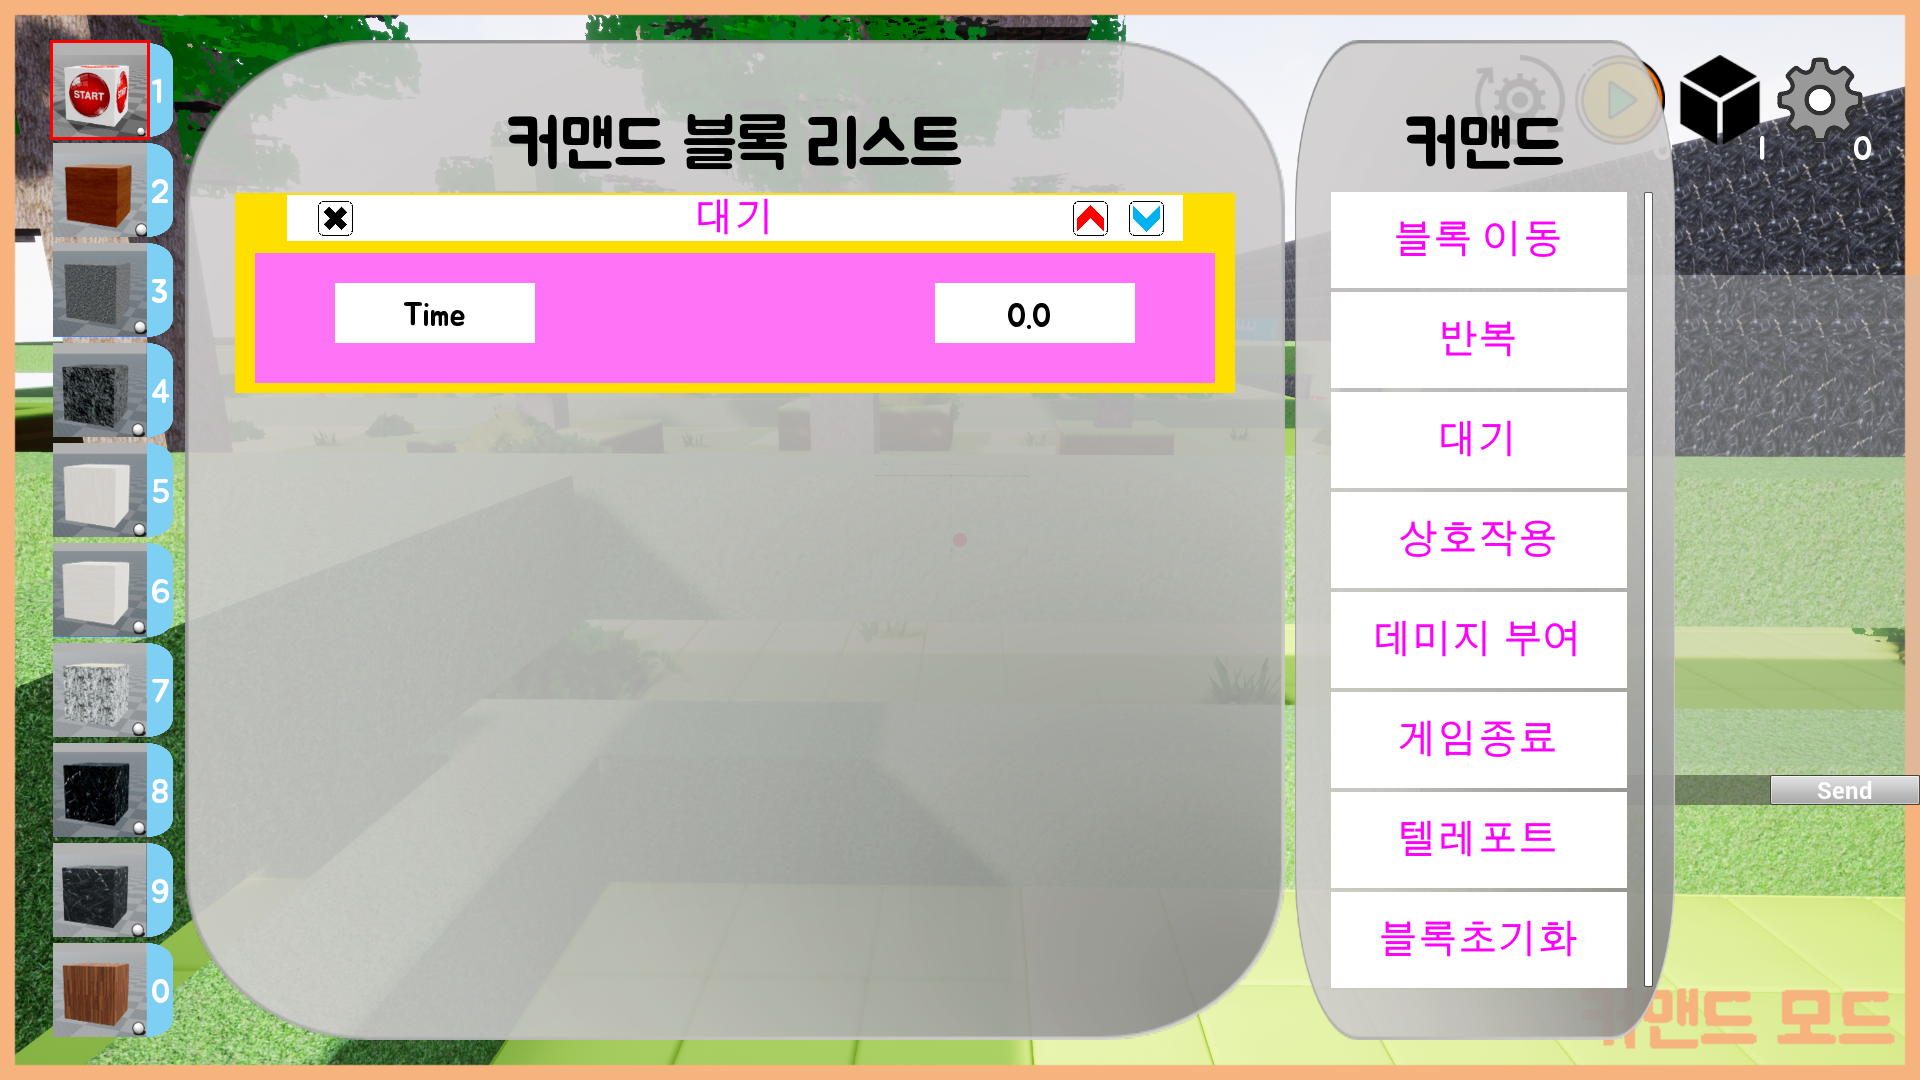 START
1
2
3
4
5
6
7
8
9
0
커맨드 블록 리스트
대기
Time
0.0
커맨드
블록 이동
반복
대기
상호작용
데미지 부여
게임종료
텔레포트
블록초기화
1
0
Send
커맨드 모드